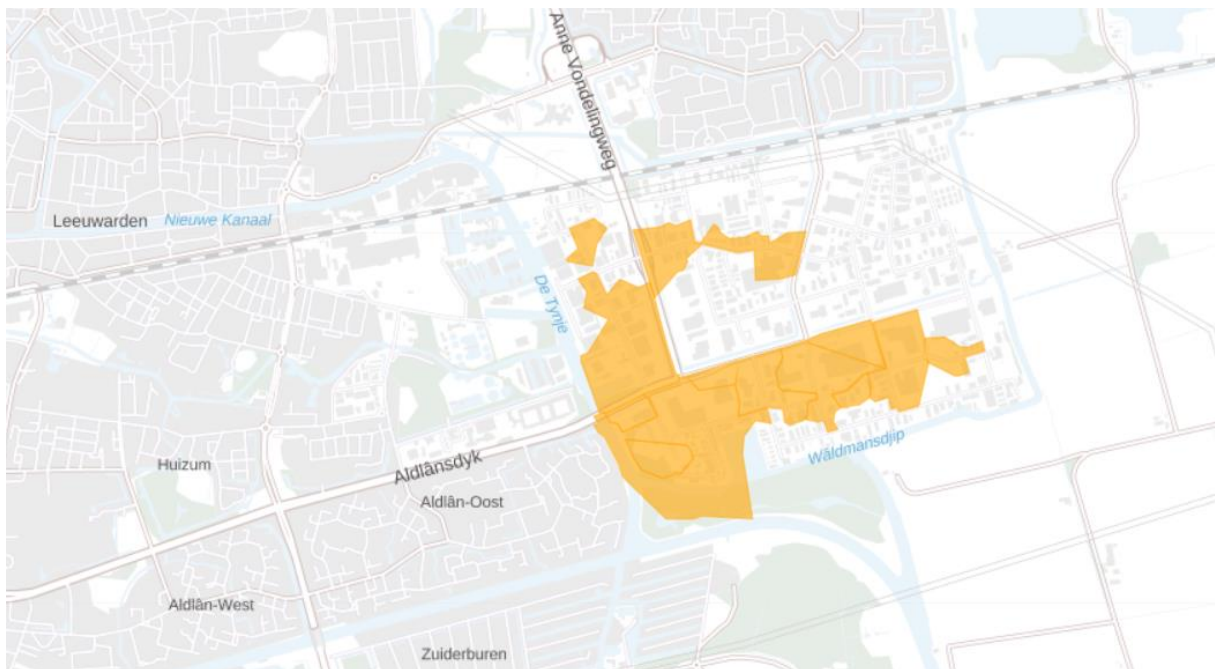 Anne Vondelingweg
Leeuwarden
Nieuwe Kanaal
De Tynje
Wâldmansdjip
Aldlânsdyk
Huizum
Aldlân-Oost
Aldlân-West
Zuiderburen